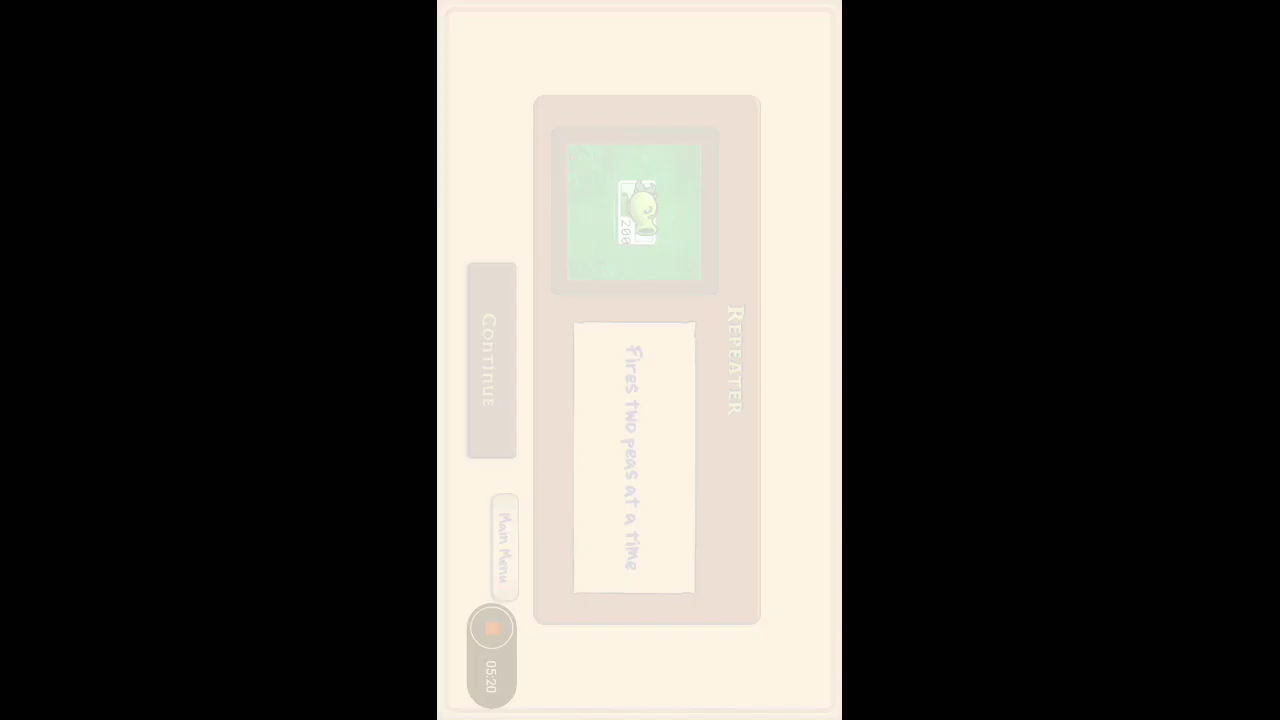 REPEATER
200
Fires two peas at a time
Continue
Main Menu
05:20